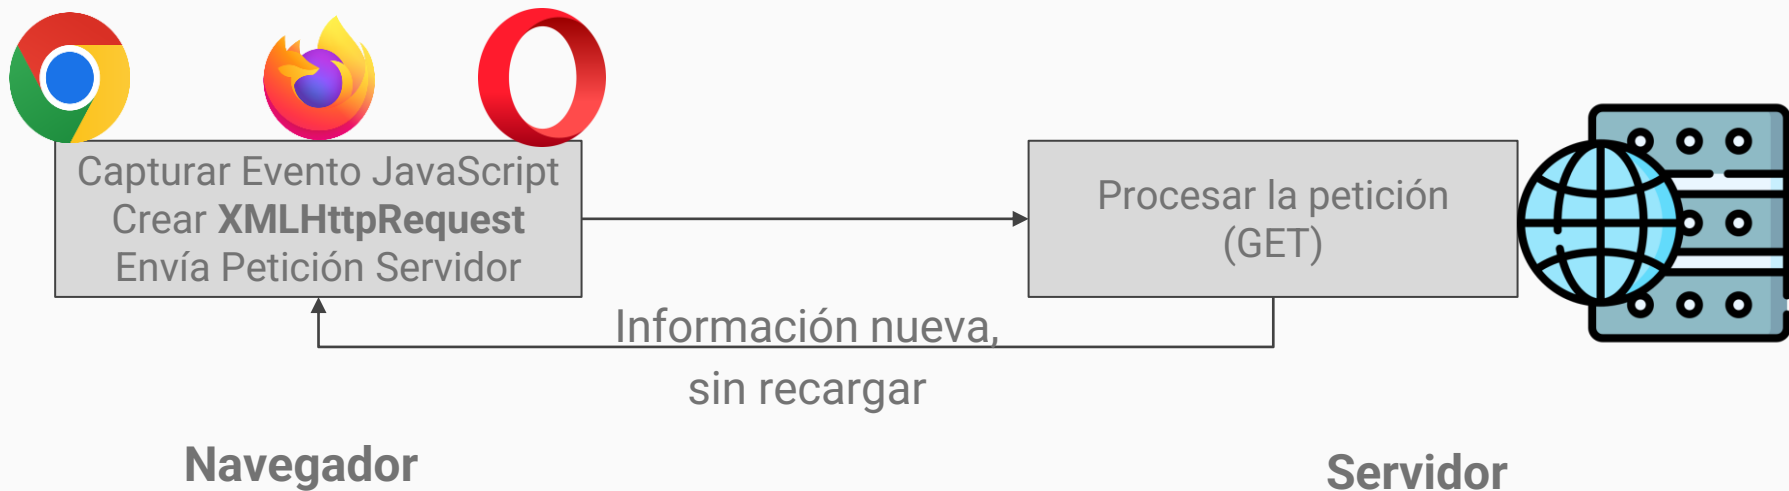 Capturar Evento JavaScript
Crear XMLHttpRequest
Envía Petición Servidor
Procesar la petición
(GET)
Información nueva,
sin recargar
Navegador
Servidor